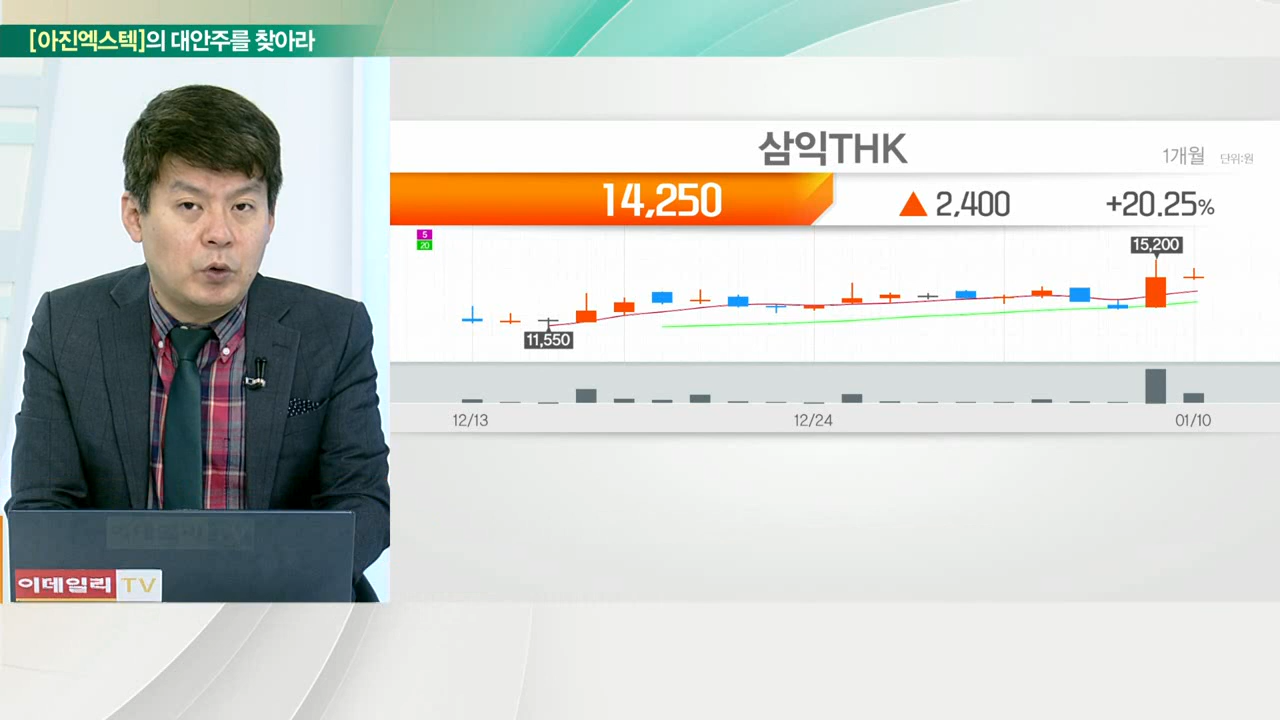 [아진엑스텍]의 대안주를 찾아라
삼익THK
1개월 단위:원
14,250 ▲ 2,400 +20.25%
5
20
15,200
11,550
12/13 12/24 01/10
이데일리 TV